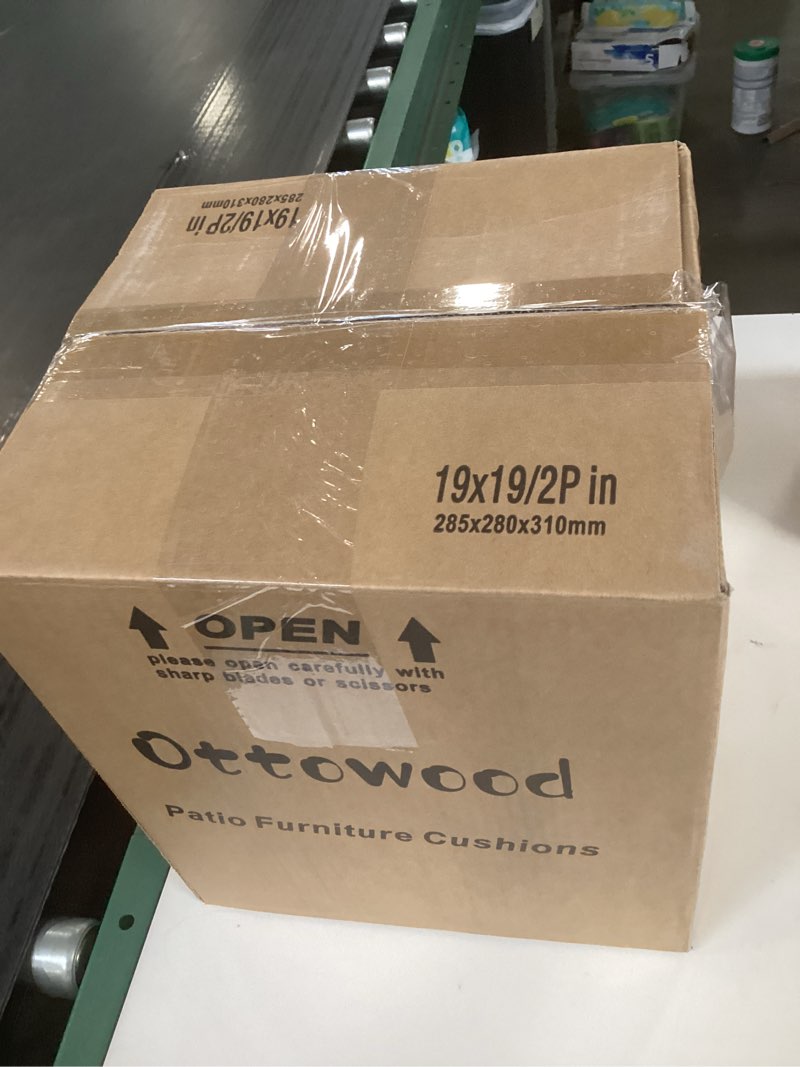 19x19/2P in
285x280x310mm
19x19/2P in
285x280x310mm
OPEN
please open carefully with
sharp blades or scissors
Ottowood
Patio Furniture Cushions